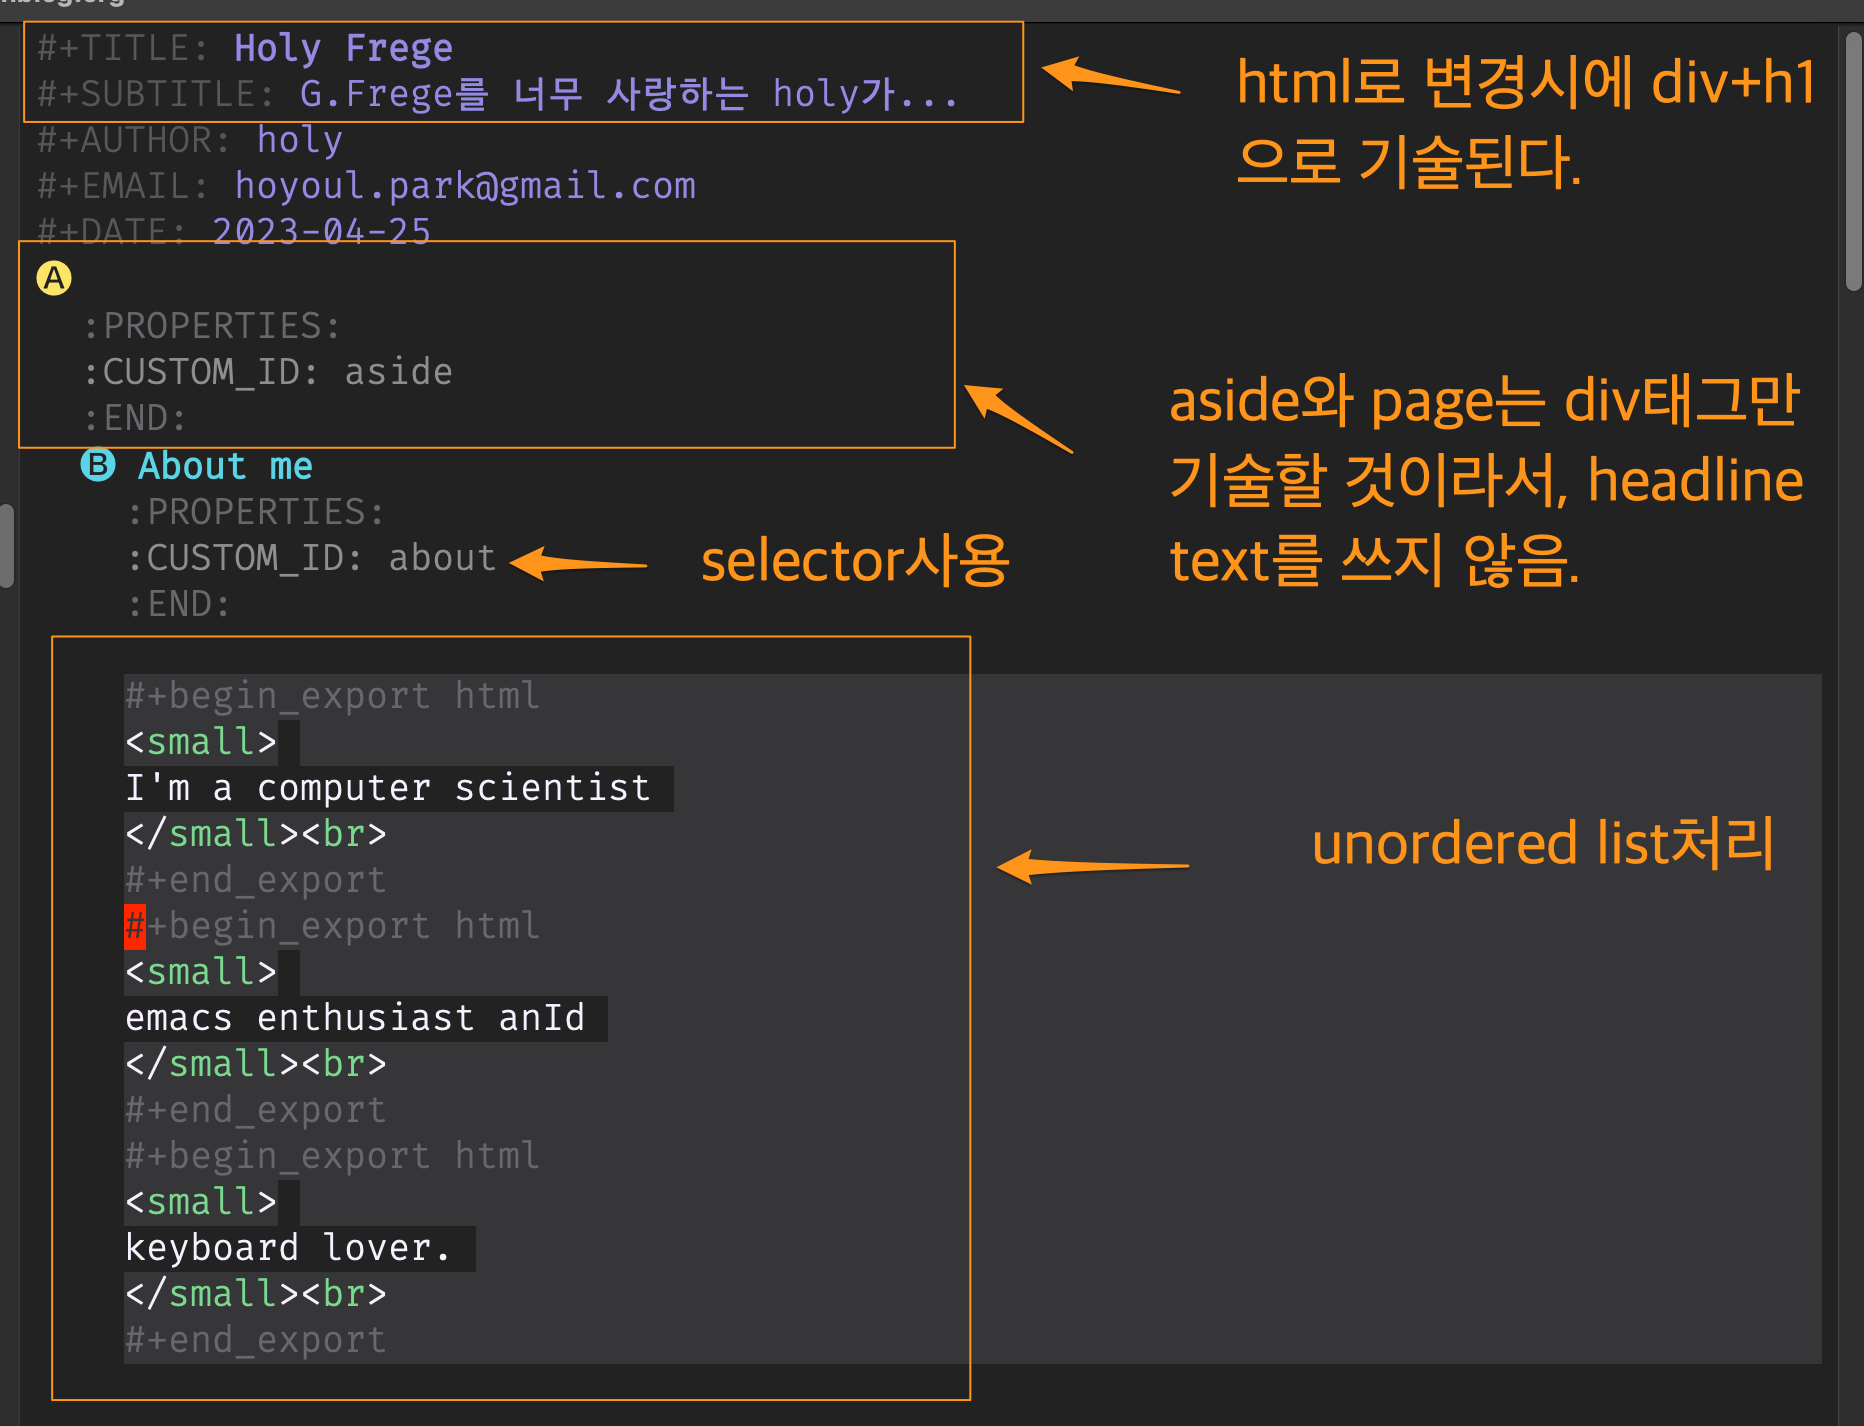 #+TITLE: Holy Frege
#+SUBTITLE: G.Frege를 너무 사랑하는 holy가...
#+AUTHOR: holy
#+EMAIL: hoyoul.park@gmail.com
#+DATE: 2023-04-25
html로 변경시에 div+h1
으로 기술된다.
A
:PROPERTIES:
:CUSTOM_ID: aside
:END:
aside와 page는 div태그만
기술할 것이라서, headline
text를 쓰지 않음.
B About me
:PROPERTIES:
:CUSTOM_ID: about
:END:
selector사용
#+begin_export html
<small>
I'm a computer scientist
</small><br>
#+end_export
#+begin_export html
<small>
emacs enthusiast anId
</small><br>
#+end_export
#+begin_export html
<small>
keyboard lover.
</small><br>
#+end_export
unordered list처리